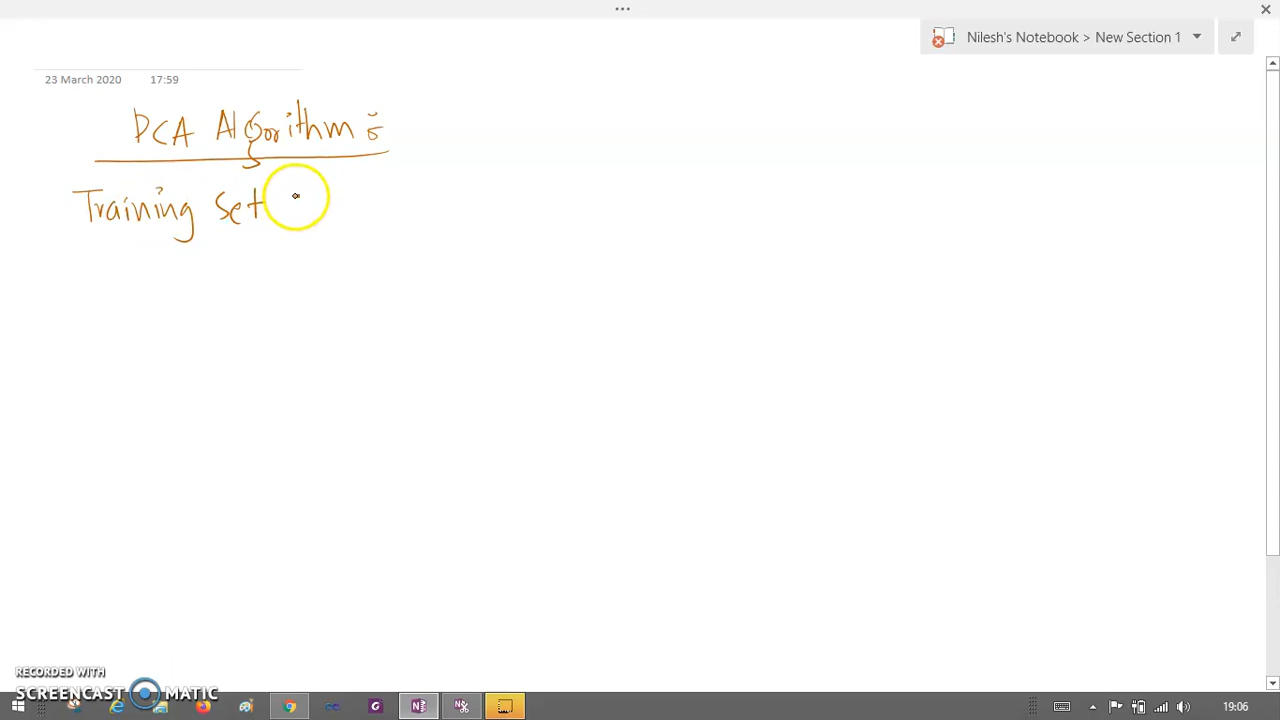 Nilesh's Notebook > New Section 1
23 March 2020 17:59
PCA Algorithm :
Training Set
RECORDED WITH
SCREENCAST MATIC
19:06